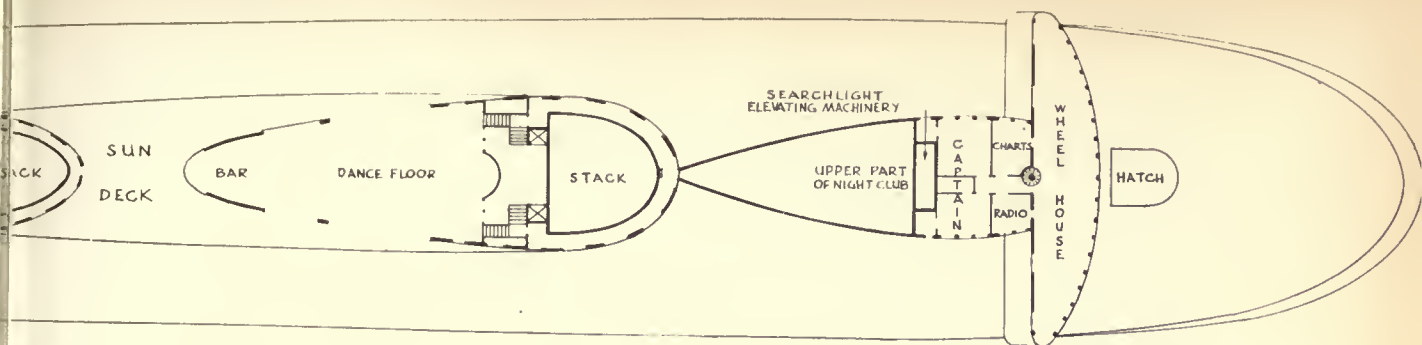 SUN
DECK
BAR
DANCE FLOOR
STACK
SEARCHLIGHT
ELEVATING MACHINERY
UPPER PART
OF NIGHT CLUB
CAPTAIN
CHARTS
RADIO
WHEEL HOUSE
HATCH